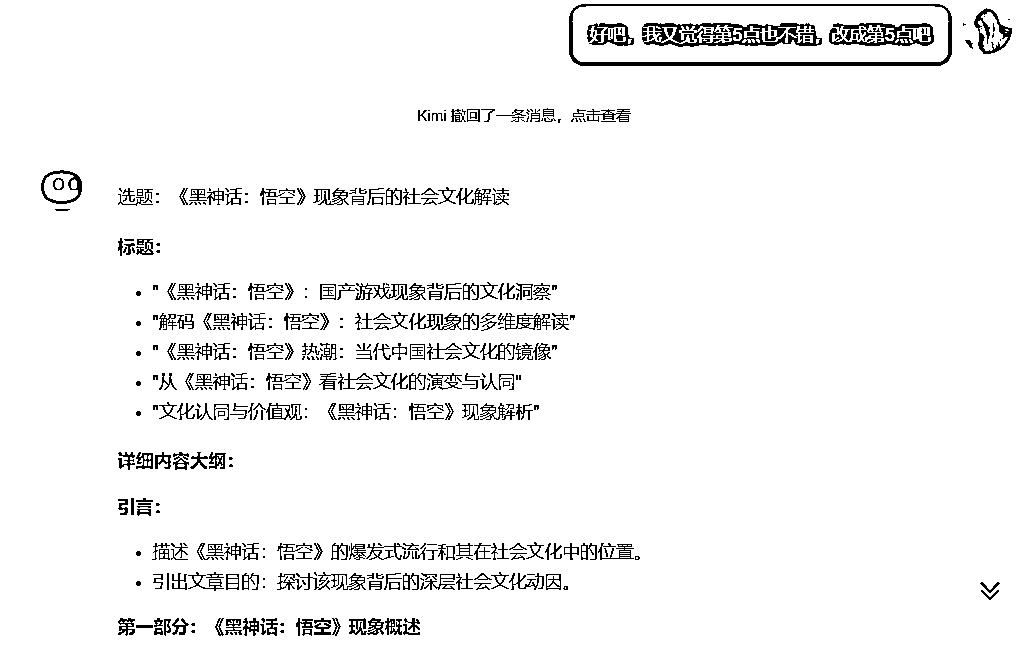 好吧，我又觉得第5点也不错，改成第5点吧
Kimi 撤回了一条消息，点击查看
选题：《黑神话：悟空》现象背后的社会文化解读
标题：
• "《黑神话：悟空》：国产游戏现象背后的文化洞察"
• "解码《黑神话：悟空》：社会文化现象的多维度解读"
• "《黑神话：悟空》热潮：当代中国社会文化的镜像"
• "从《黑神话：悟空》看社会文化的演变与认同"
• "文化认同与价值观：《黑神话：悟空》现象解析"
详细内容大纲：
引言：
• 描述《黑神话：悟空》的爆发式流行和其在社会文化中的位置。
• 引出文章目的：探讨该现象背后的深层社会文化动因。
第一部分：《黑神话：悟空》现象概述